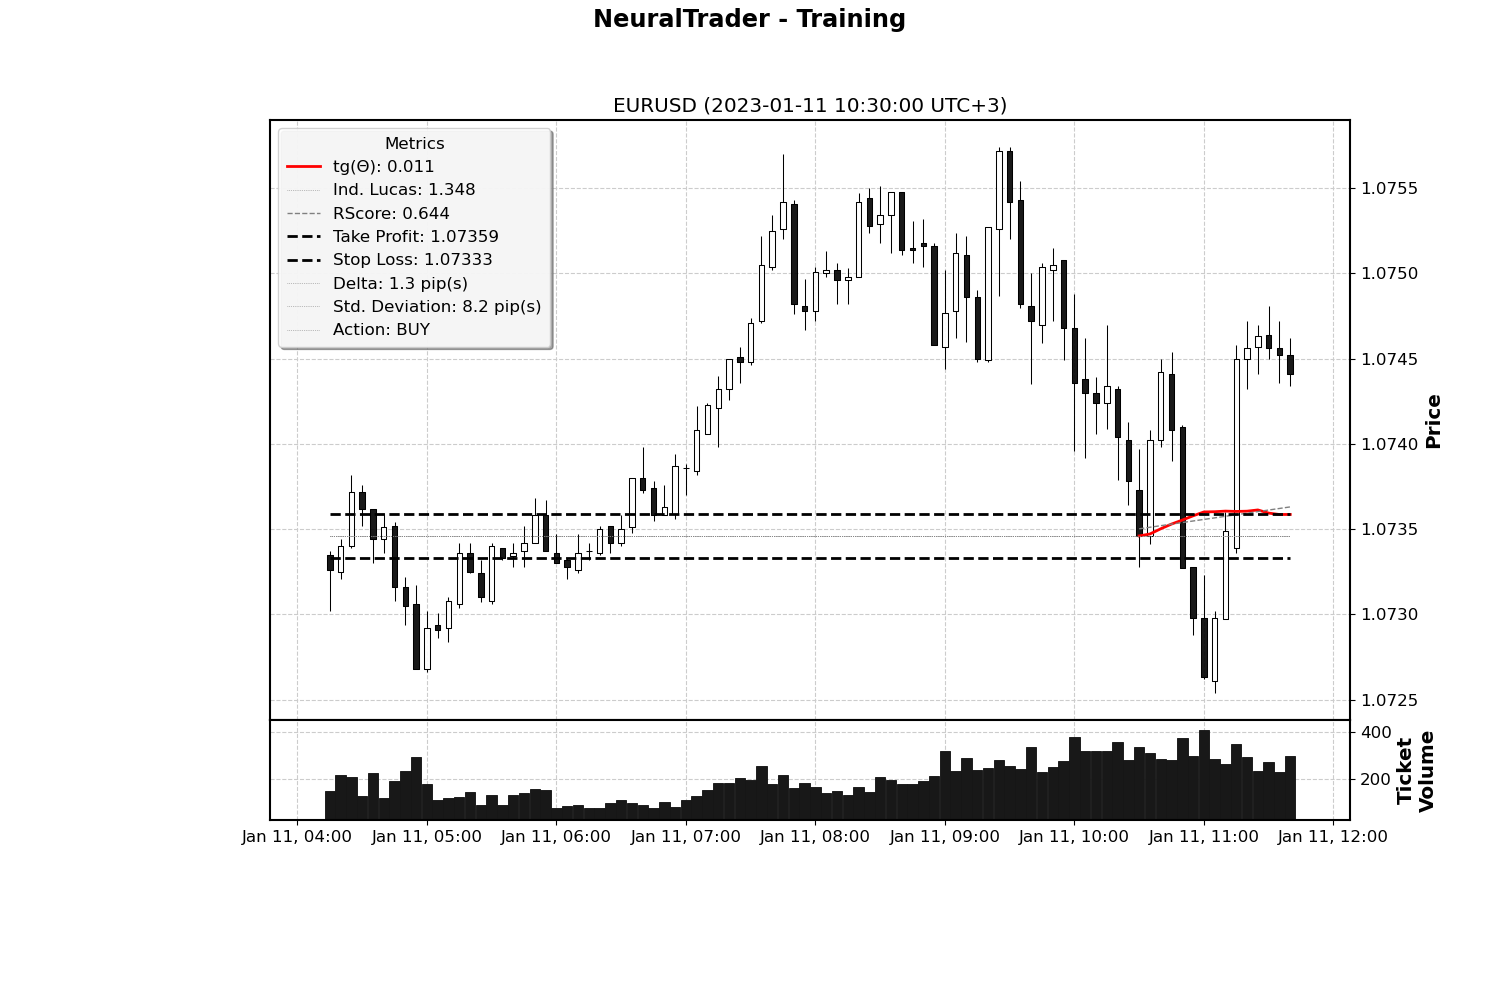 NeuralTrader - Training
EURUSD (2023-01-11 10:30:00 UTC+3)
Metrics
tg(Θ): 0.011
Ind. Lucas: 1.348
RScore: 0.644
Take Profit: 1.07359
Stop Loss: 1.07333
Delta: 1.3 pip(s)
Std. Deviation: 8.2 pip(s)
Action: BUY
1.0755
1.0750
1.0745
1.0740
1.0735
1.0730
1.0725
Price
400
200
Ticket
Volume
Jan 11, 04:00
Jan 11, 05:00
Jan 11, 06:00
Jan 11, 07:00
Jan 11, 08:00
Jan 11, 09:00
Jan 11, 10:00
Jan 11, 11:00
Jan 11, 12:00